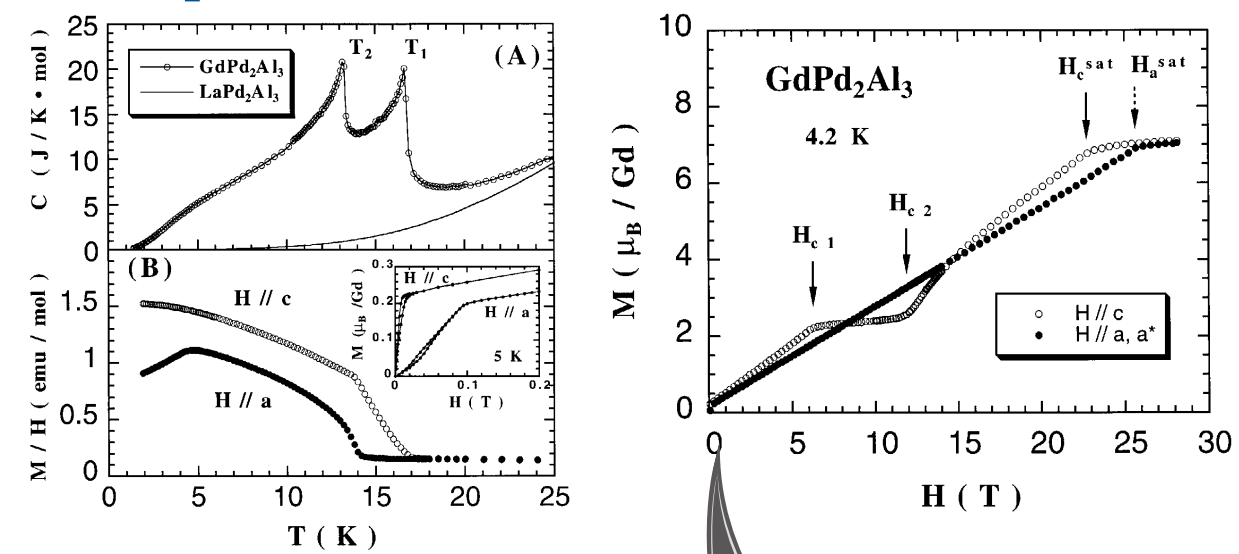 25
20
15
10
5
0
C ( J / K • mol )
GdPd₂Al₃
LaPd₂Al₃
T₂
T₁
(A)
(B)
1.5
1
0.5
0
M / H ( emu / mol )
H // c
H // a
0.3
0.2
0.1
0
M (μB/Gd)
H // c
H // a
5 K
0
0.1
0.2
H ( T )
0
5
10
15
20
25
T ( K )
10
8
6
4
2
0
M ( μB / Gd )
GdPd₂Al₃
4.2 K
Hc1
Hc2
Hcsat
Hasat
H // c
H // a, a*
0
5
10
15
20
25
30
H ( T )